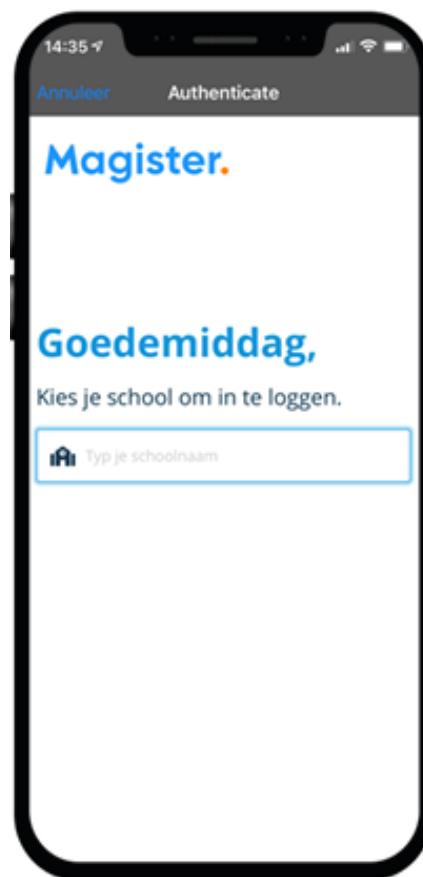 14:35
Annuleer Authenticate
Magister.
Goedemiddag,
Kies je school om in te loggen.
Typ je schoolnaam